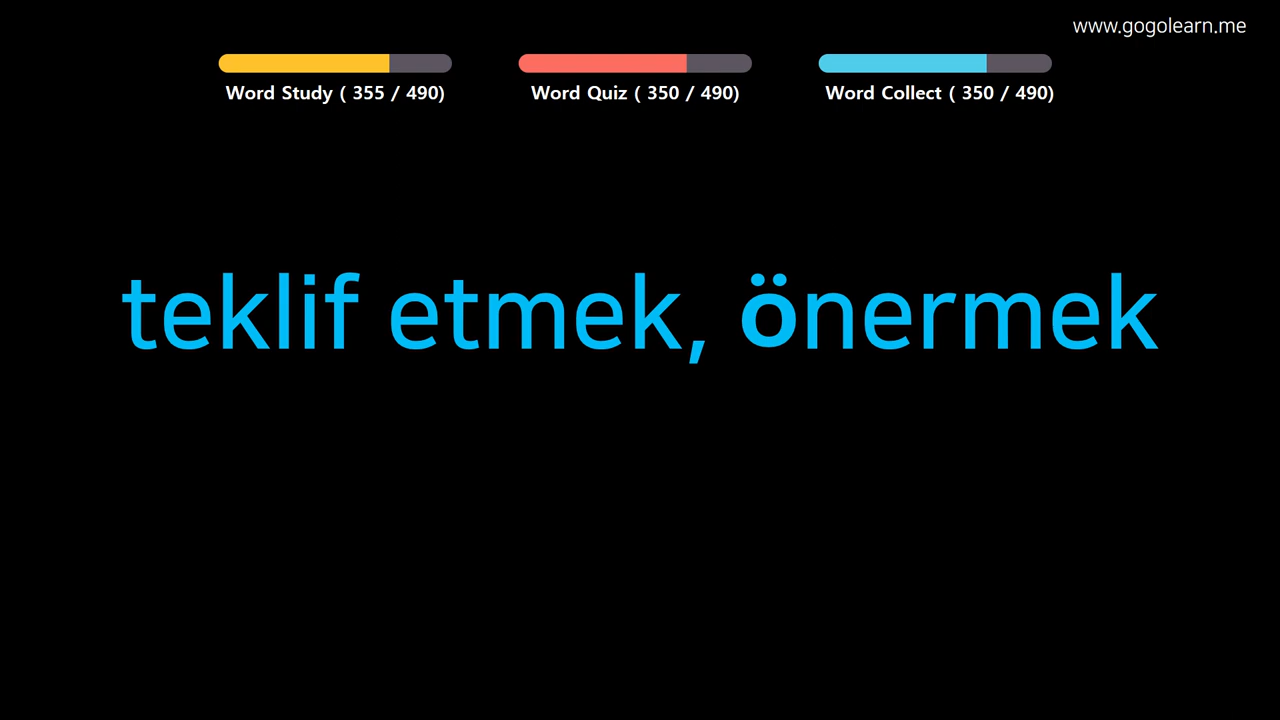 www.gogolearn.me
Word Study ( 355 / 490)
Word Quiz ( 350 / 490)
Word Collect ( 350 / 490)
teklif etmek, önermek